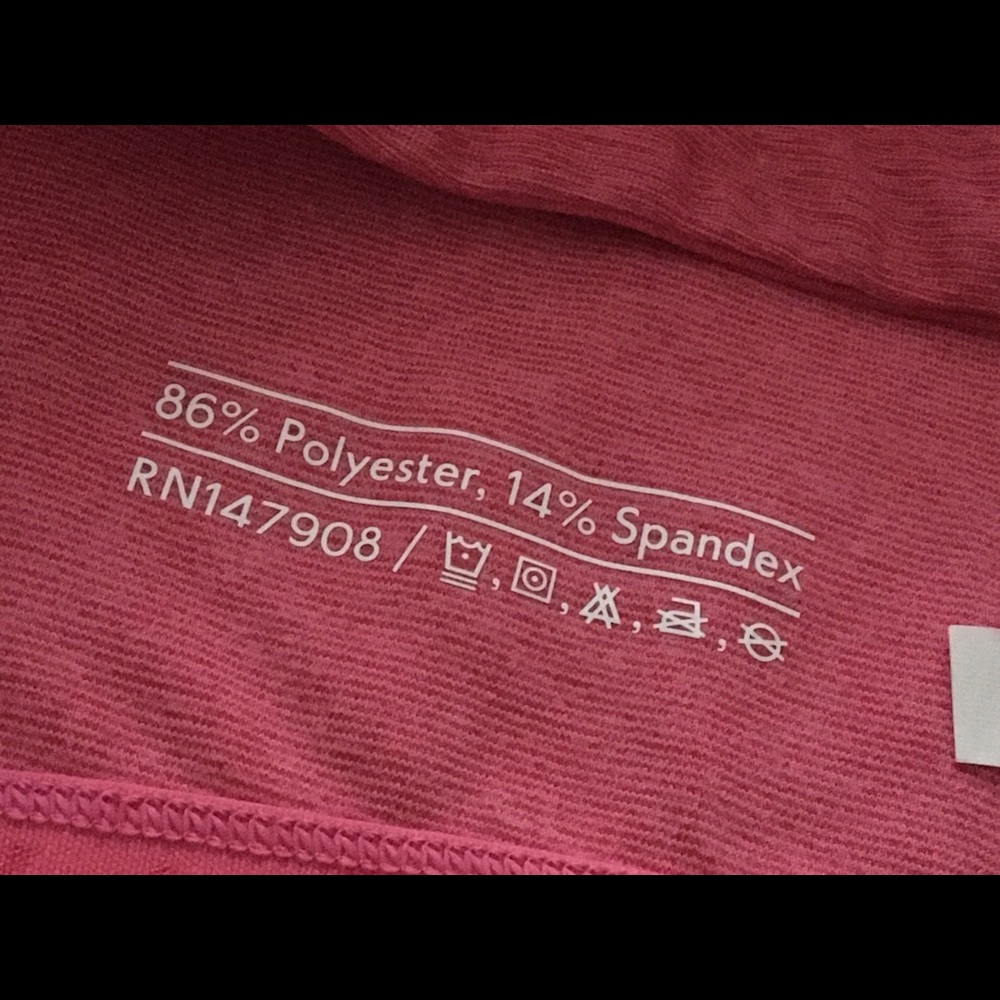 86% Polyester, 14% Spandex
RN147908 / , , , ,